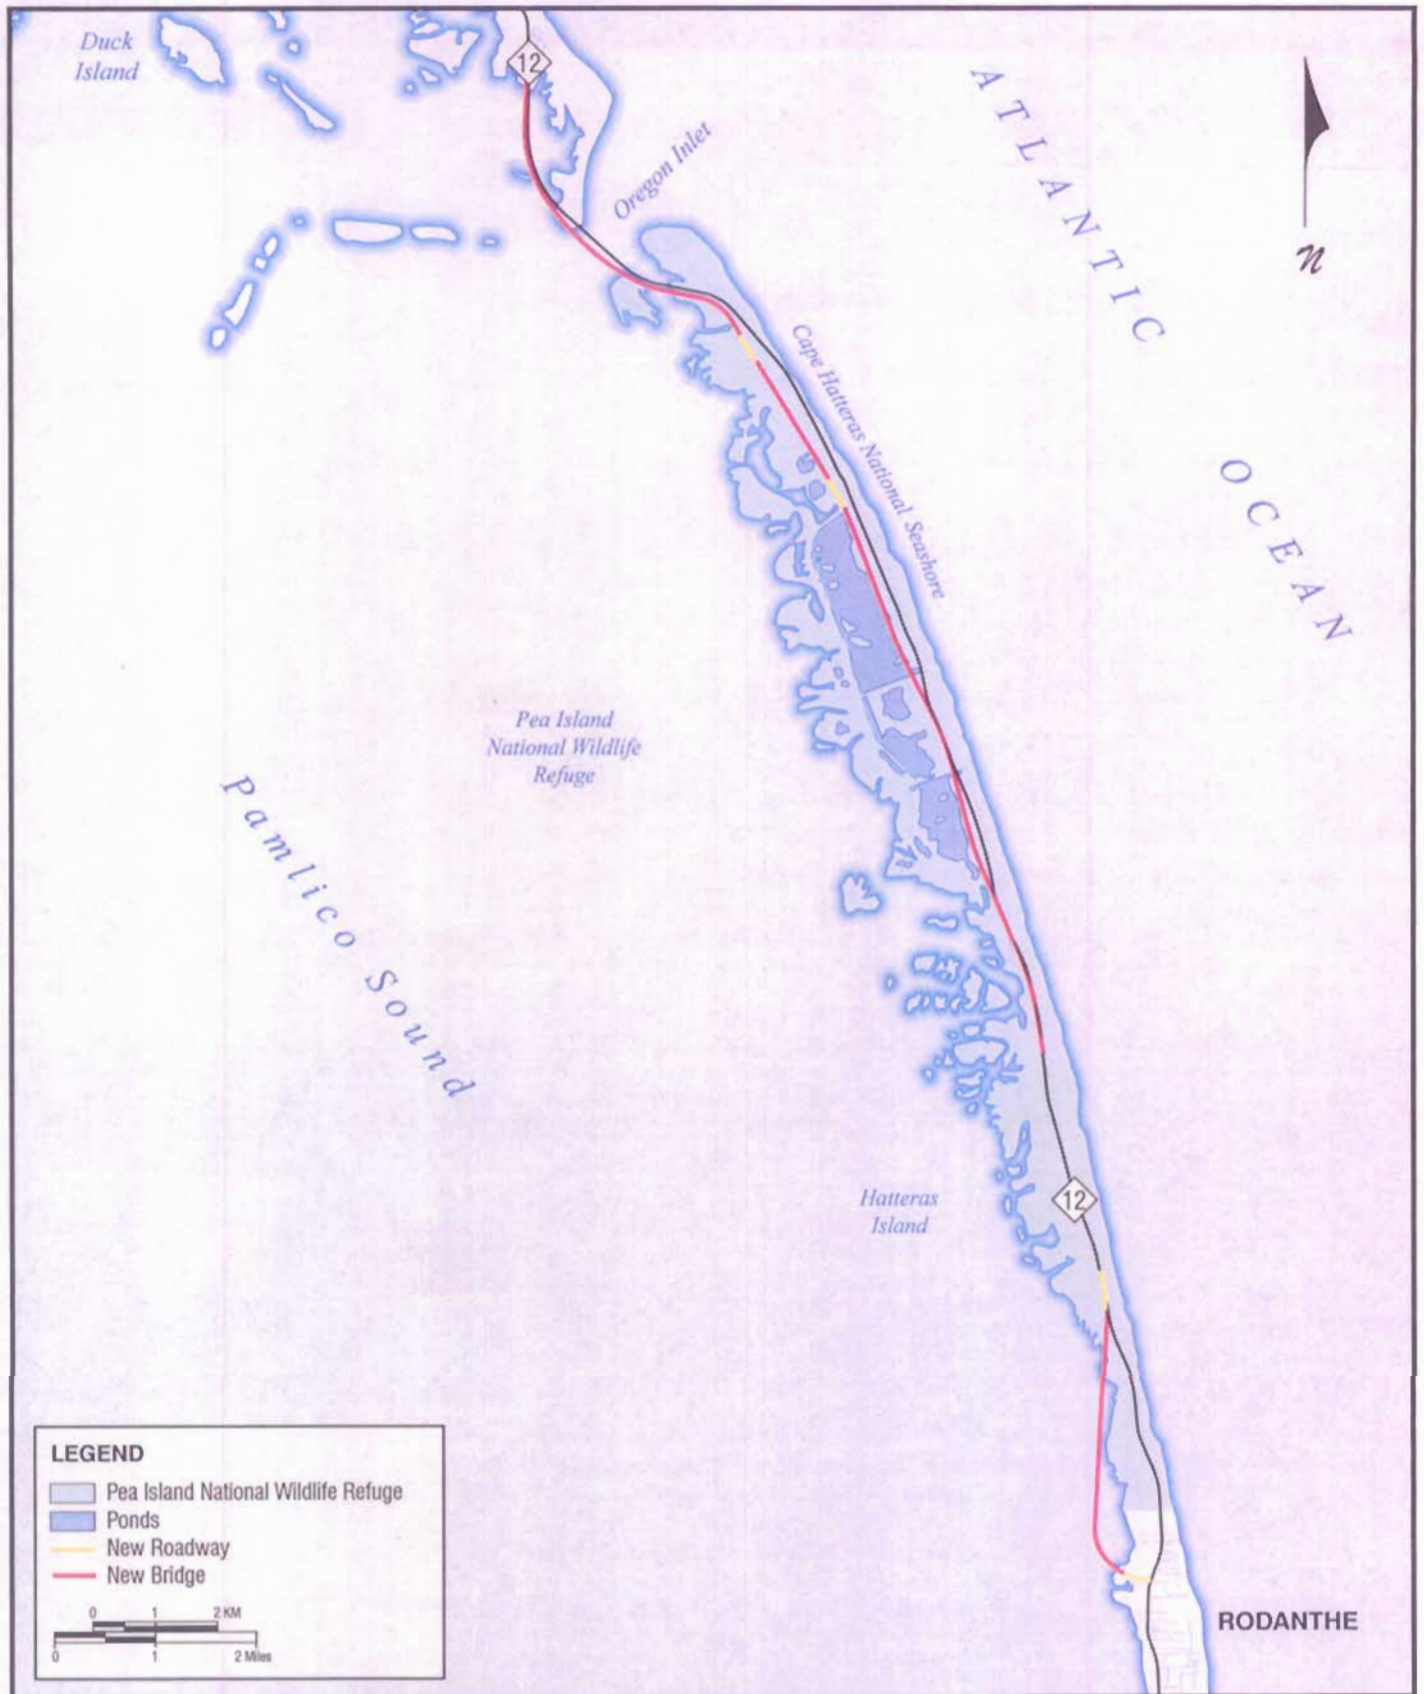 Duck
Island
12
Oregon Inlet
ATLANTIC
OCEAN
N
Cape Hatteras National Seashore
Pea Island
National Wildlife
Refuge
Pamlico Sound
Hatteras
Island
12
RODANTHE
LEGEND
Pea Island National Wildlife Refuge
Ponds
New Roadway
New Bridge
0 1 2 KM
0 1 2 Miles